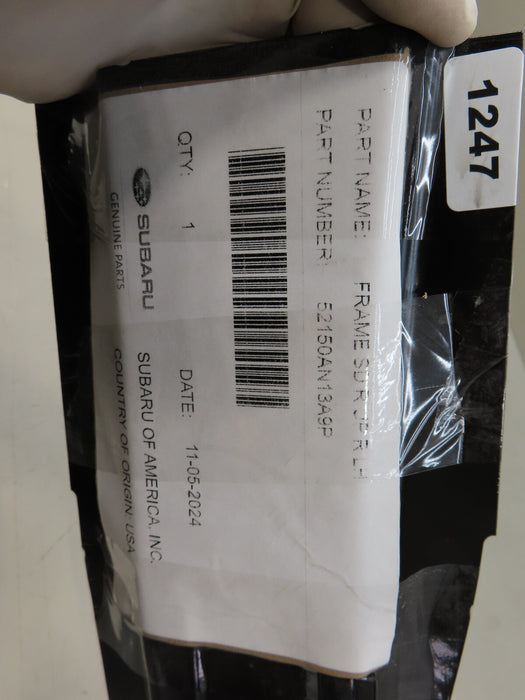 1247
PART NAME: FRAME
PART NUMBER: 52150AN13A9P
QTY: 1 DATE: 11-05-2024
SUBARU SUBARU OF AMERICA, INC.
GENUINE PARTS COUNTRY OF ORIGIN: USA